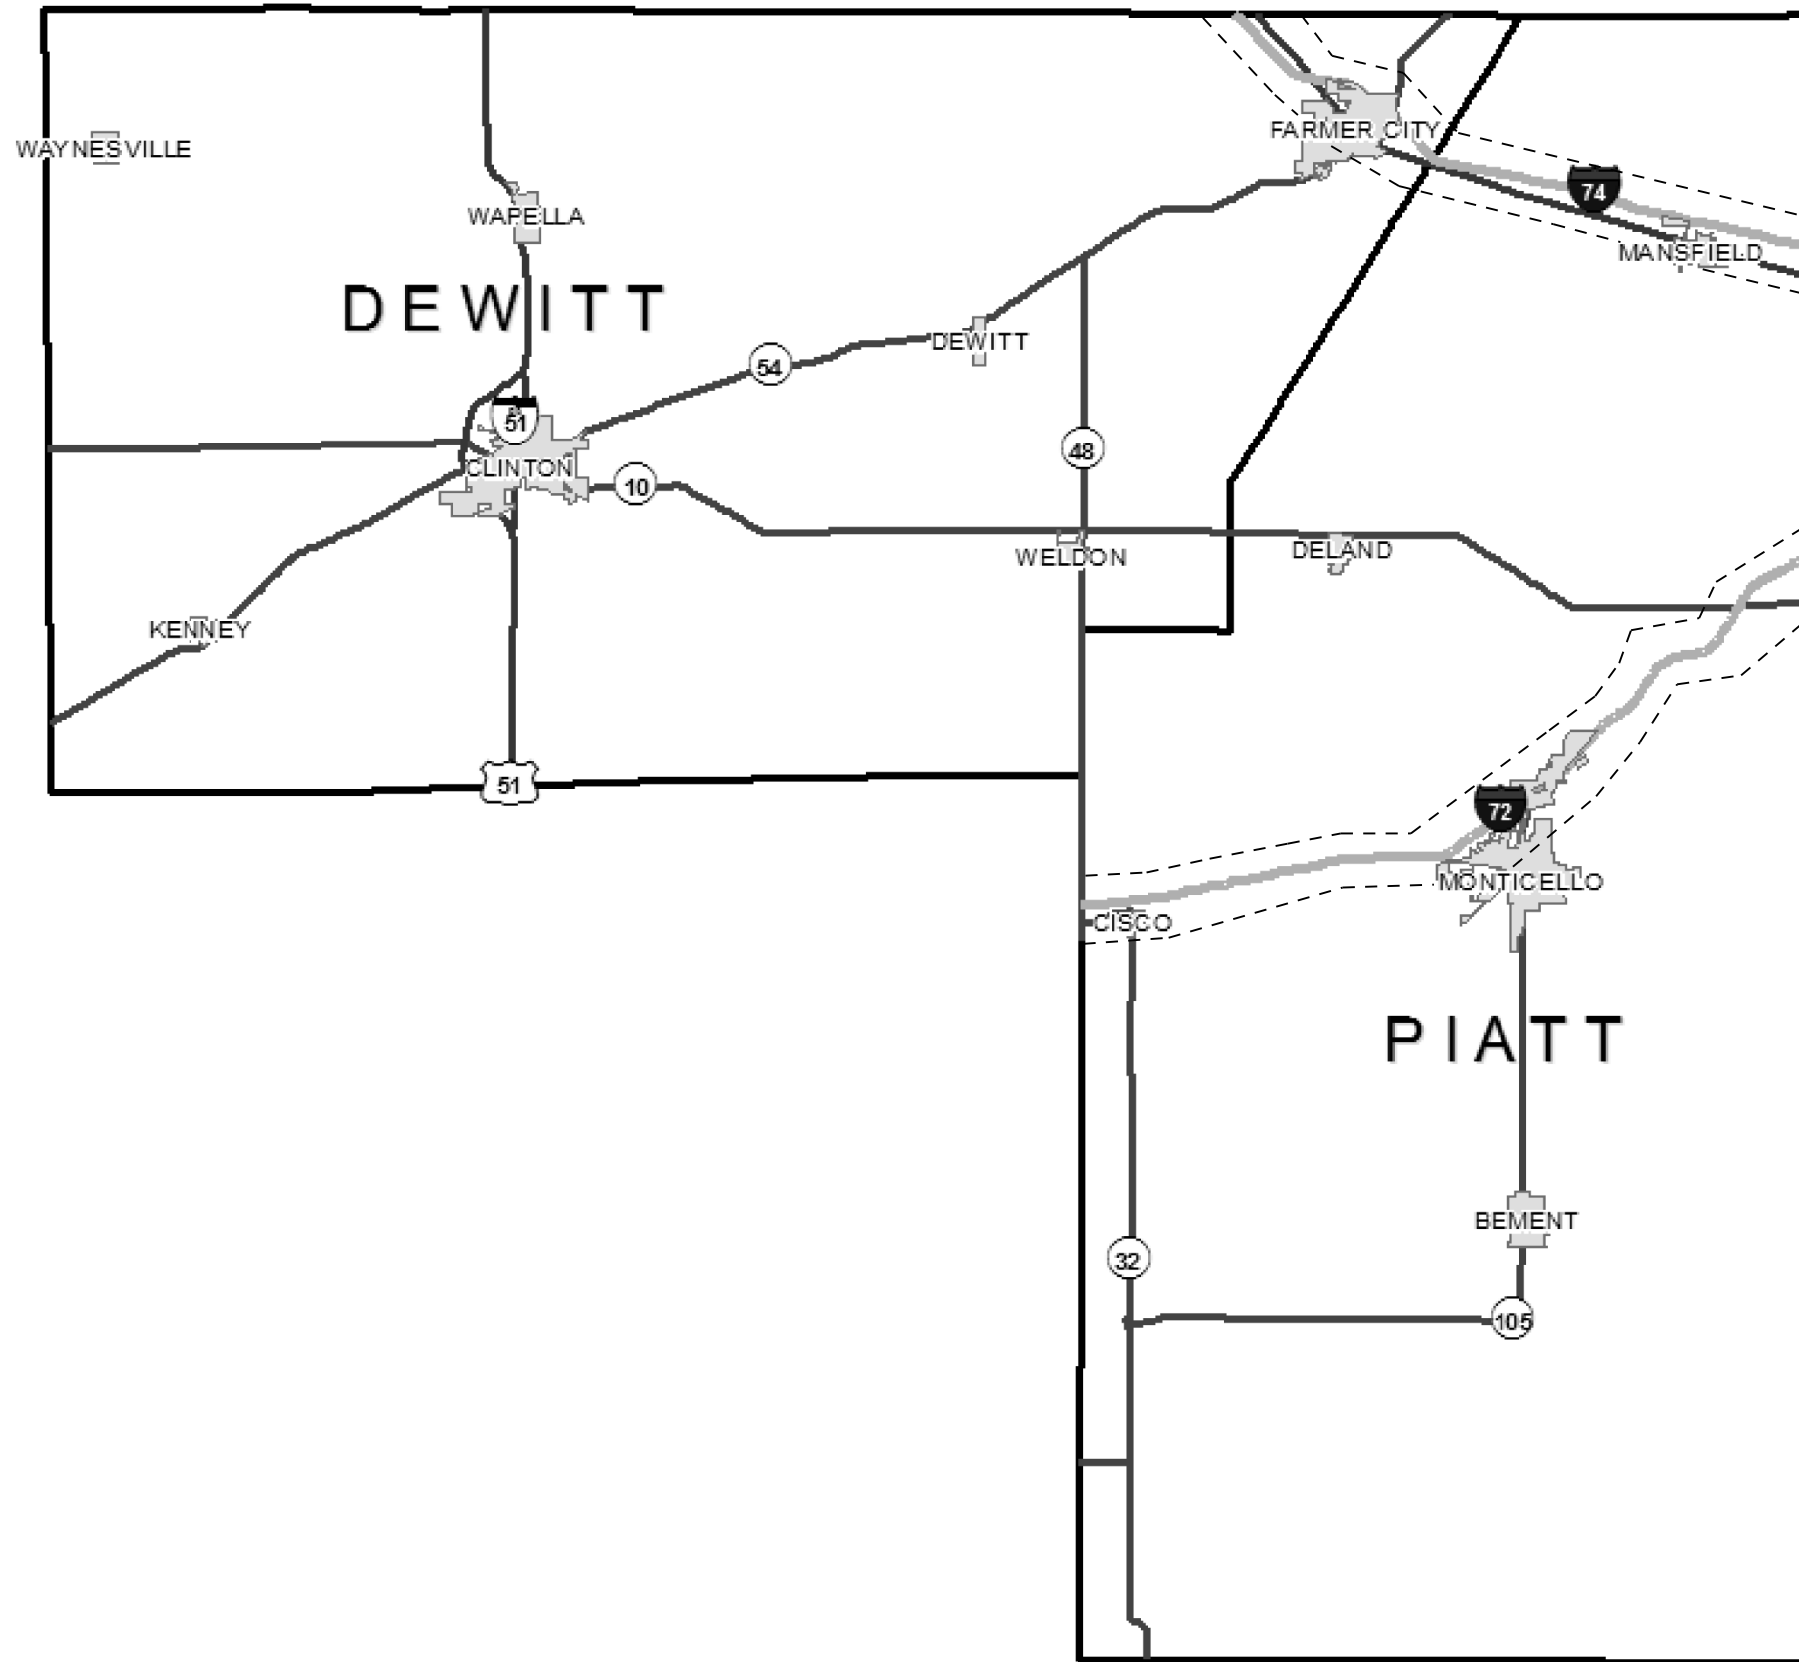 FARMER CITY
WAYNESVILLE
74
WAPELLA
MANSFIELD
DEWITT
DEWITT
54
51
48
CLINTON
10
DELAND
WELDON
KENNEY
51
72
MONTICELLO
CISCO
PIATT
BEMENT
32
105